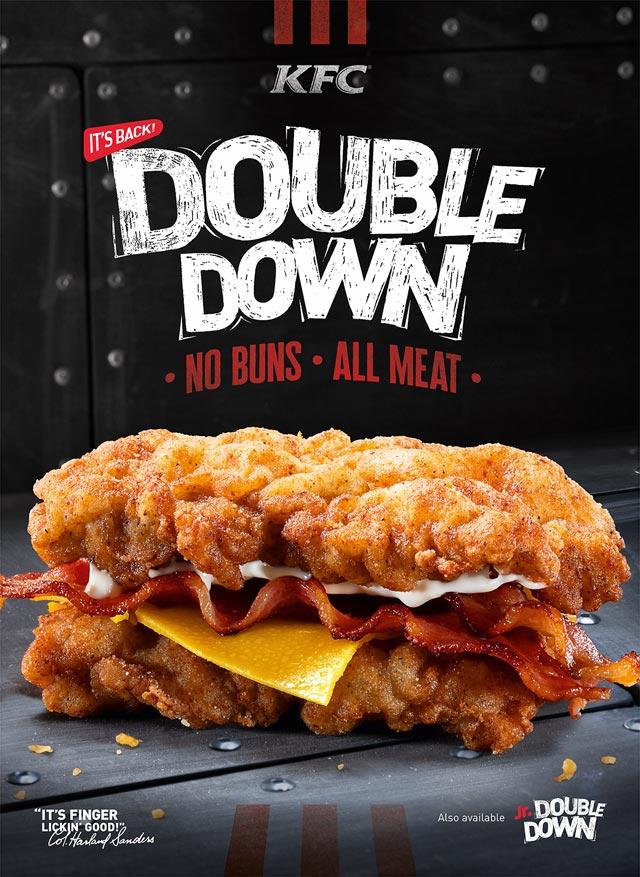 KFC
IT'S BACK!
DOUBLE
DOWN
• NO BUNS • ALL MEAT •
"IT'S FINGER
LICKIN' GOOD!"
Col. Harland Sanders
Also available
Jr. DOUBLE
DOWN